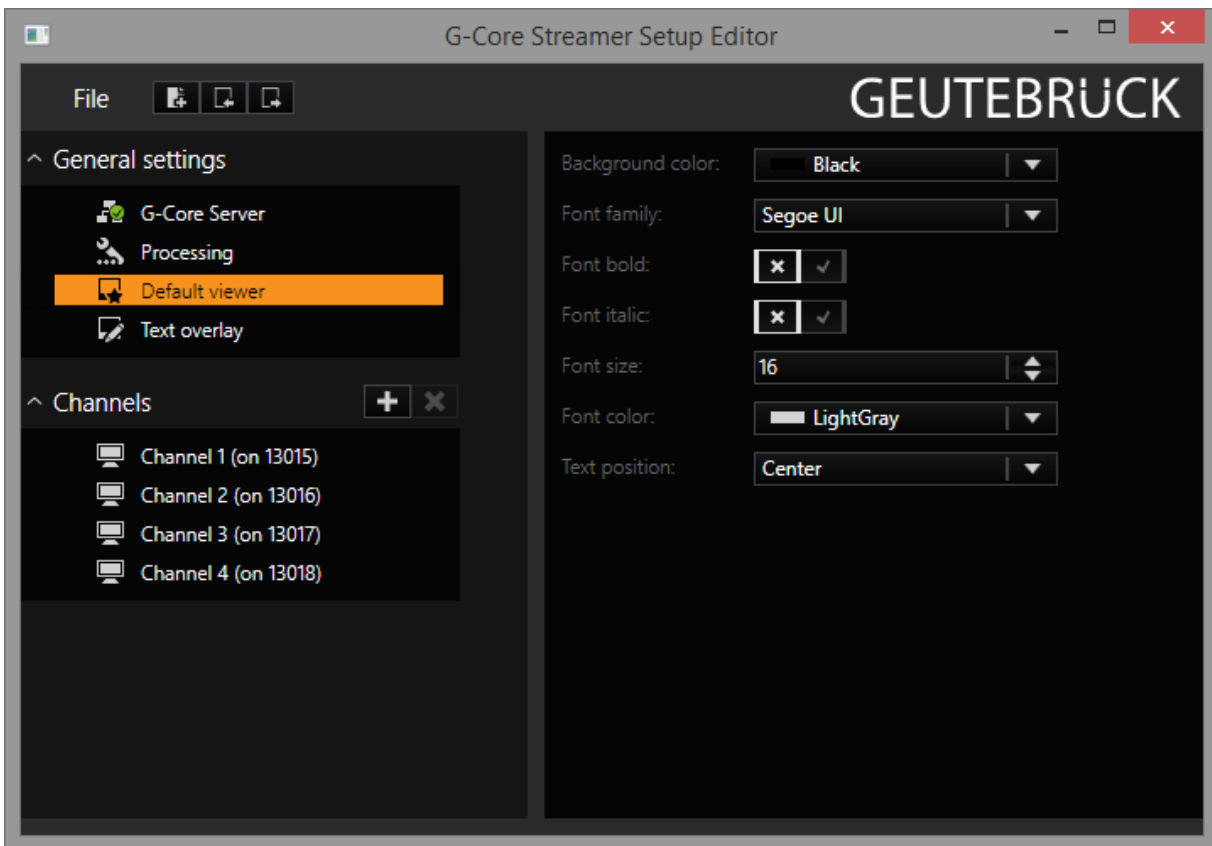 G-Core Streamer Setup Editor
File
GEUTEBRÜCK
General settings
G-Core Server
Processing
Default viewer
Text overlay
Channels
Channel 1 (on 13015)
Channel 2 (on 13016)
Channel 3 (on 13017)
Channel 4 (on 13018)
Background color: Black
Font family: Segoe UI
Font bold:
Font italic:
Font size: 16
Font color: LightGray
Text position: Center